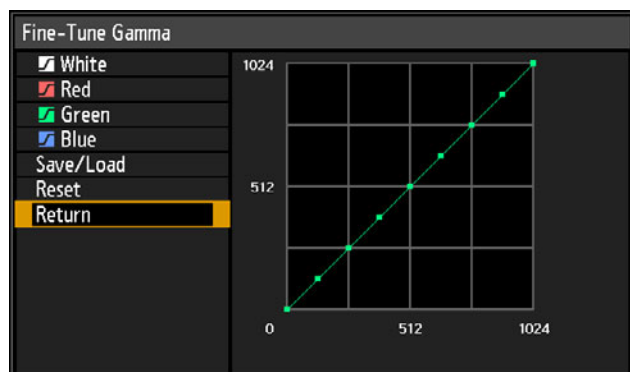 Fine-Tune Gamma
White
Red
Green
Blue
Save/Load
Reset
Return
1024
512
0
512
1024